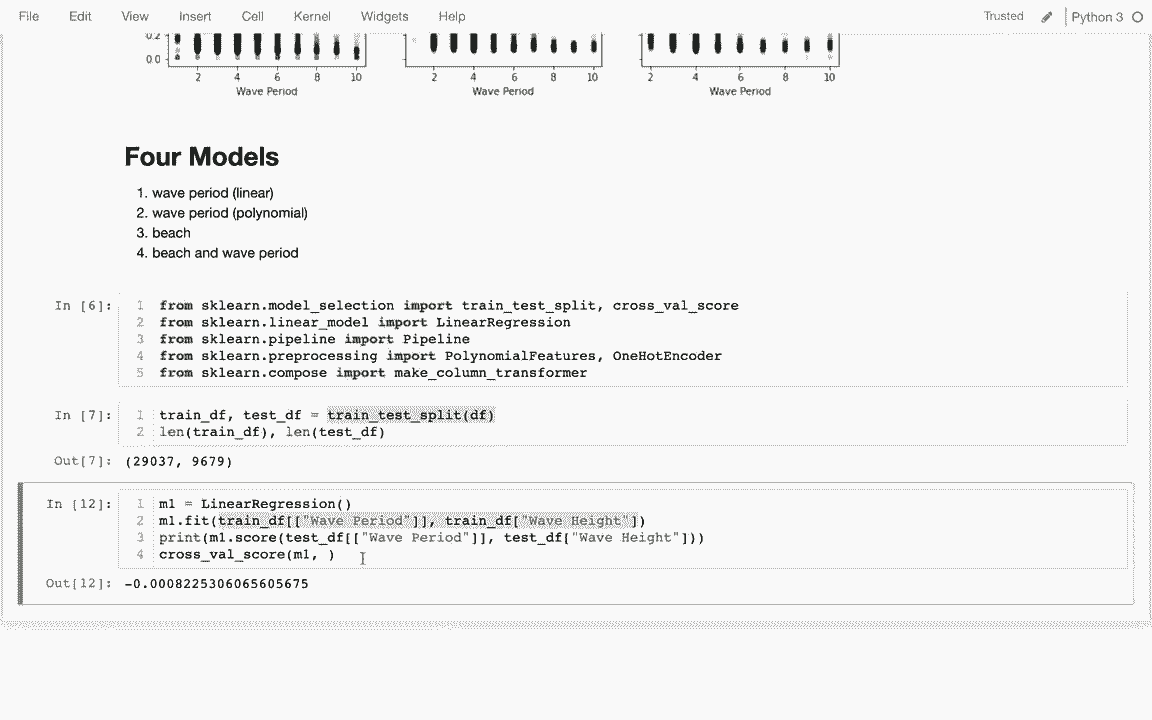 File Edit View Insert Cell Kernel Widgets Help Trusted Python 3
0.2
0.0
2 4 6 8 10 2 4 6 8 10 2 4 6 8 10
Wave Period Wave Period Wave Period
Four Models
1. wave period (linear)
2. wave period (polynomial)
3. beach
4. beach and wave period
In [6]: 1 from sklearn.model_selection import train_test_split, cross_val_score
2 from sklearn.linear_model import LinearRegression
3 from sklearn.pipeline import Pipeline
4 from sklearn.preprocessing import PolynomialFeatures, OneHotEncoder
5 from sklearn.compose import make_column_transformer
In [7]: 1 train_df, test_df = train_test_split(df)
2 len(train_df), len(test_df)
Out[7]: (29037, 9679)
In [12]: 1 m1 = LinearRegression()
2 m1.fit(train_df[["Wave Period"]], train_df["Wave Height"])
3 print(m1.score(test_df[["Wave Period"]], test_df["Wave Height"]))
4 cross_val_score(m1, )
Out[12]: -0.0008225306065605675